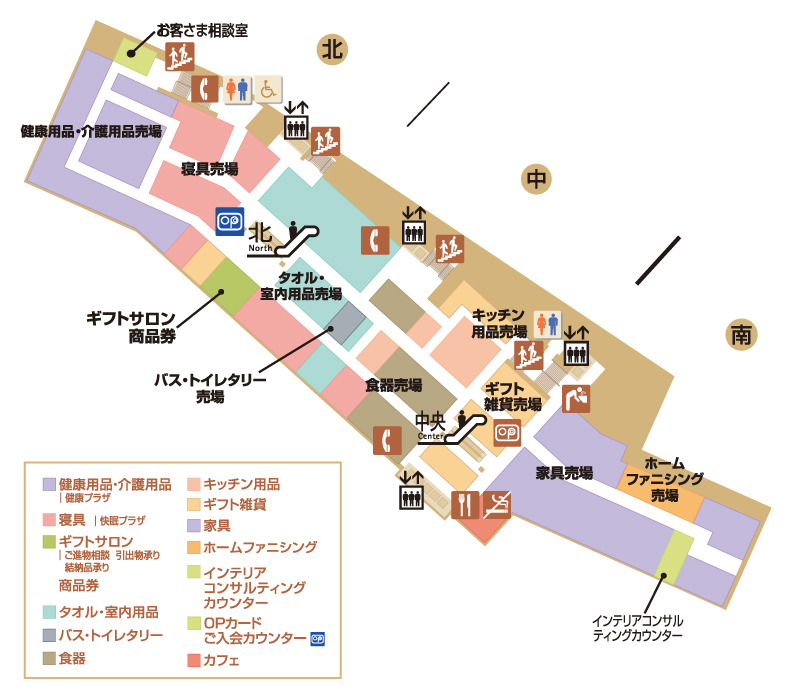 お客さま相談室
北
健康用品・介護用品売場
寝具売場
中
OP
北
North
タオル・
室内用品売場
ギフトサロン
商品券
キッチン
用品売場
南
バス・トイレタリー
売場
食器売場
ギフト
雑貨売場
中央
Center
OP
家具売場
ホーム
ファニシング
売場
インテリアコンサル
ティングカウンター
健康用品・介護用品
|健康プラザ
寝具 |快眠プラザ
ギフトサロン
|ご進物相談 引出物承り
結納品承り
商品券
タオル・室内用品
バス・トイレタリー
食器
キッチン用品
ギフト雑貨
家具
ホームファニシング
インテリア
コンサルティング
カウンター
OPカード
ご入会カウンター OP
カフェ